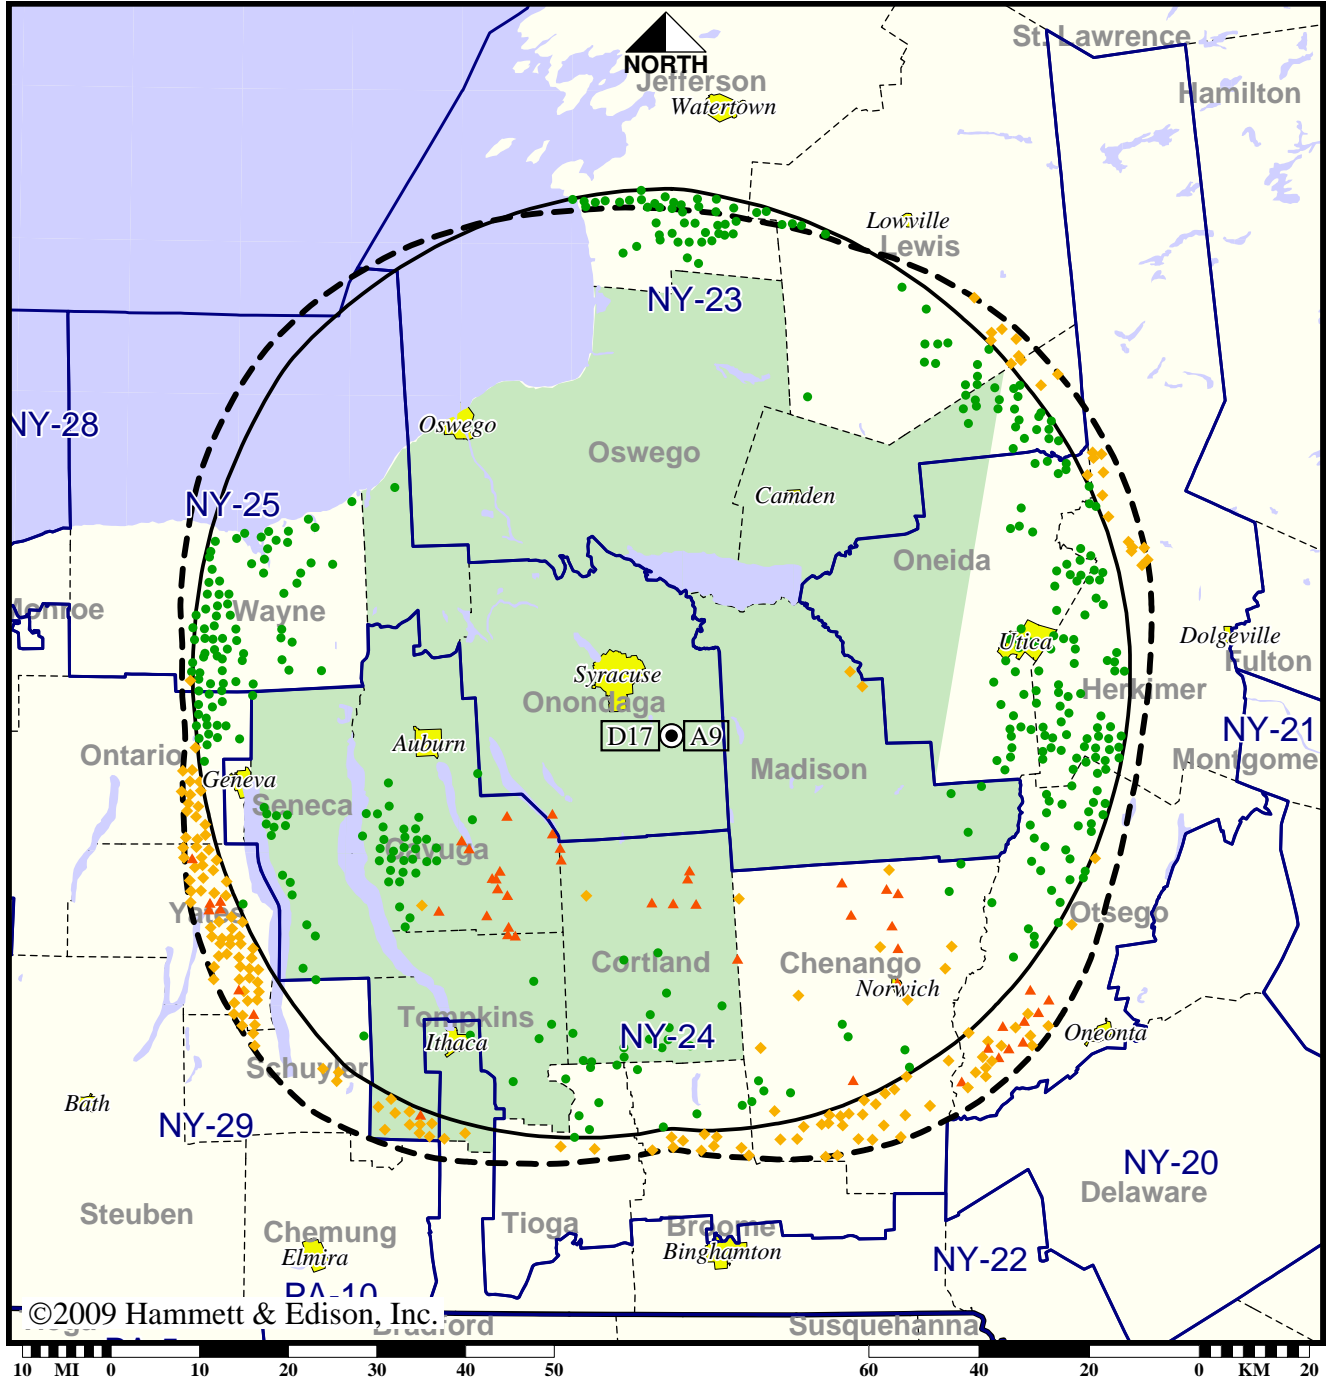 NORTH
St. Lawrence
Jefferson
Hamilton
Watertown
Lowville
Lewis
NY-23
NY-28
Oswego
Oswego
NY-25
Camden
Oneida
Monroe
Wayne
Utica
Dolgeville
Fulton
Syracuse
Herkimer
Onondaga
D17
A9
NY-21
Auburn
Ontario
Madison
Montgome
Geneva
Seneca
Cayuga
Yates
Otsego
Cortland
Chenango
Norwich
Tompkins
NY-24
Oneonta
Ithaca
Schuyler
Bath
NY-29
NY-20
Delaware
Steuben
Tioga
Broome
Chemung
Binghamton
Elmira
NY-22
PA-10
©2009 Hammett & Edison, Inc.
Bradford
Susquehanna
10 MI 0 10 20 30 40 50 60 40 20 0 KM 20